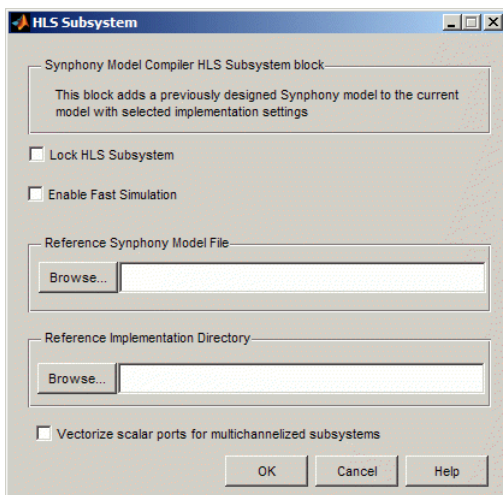 HLS Subsystem
Synphony Model Compiler HLS Subsystem block
This block adds a previously designed Synphony model to the current
model with selected implementation settings
Lock HLS Subsystem
Enable Fast Simulation
Reference Synphony Model File
Browse...
Reference Implementation Directory
Browse...
Vectorize scalar ports for multichannelized subsystems
OK Cancel Help